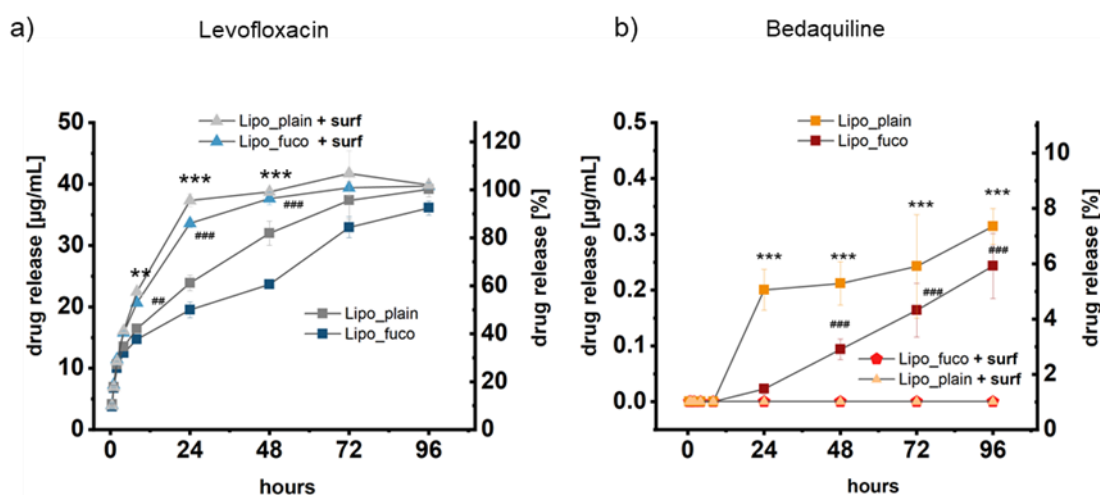 a) Levofloxacin
Lipo_plain + surf
Lipo_fuco + surf
Lipo_plain
Lipo_fuco
drug release [µg/mL]
50
40
30
20
10
0
drug release [%]
120
100
80
60
40
20
0
** *** *** ## ### ###
0 24 48 72 96
hours
b) Bedaquiline
Lipo_plain
Lipo_fuco
Lipo_fuco + surf
Lipo_plain + surf
drug release [µg/mL]
0.5
0.4
0.3
0.2
0.1
0.0
drug release [%]
10
8
6
4
2
0
*** *** *** *** ### ### ###
0 24 48 72 96
hours